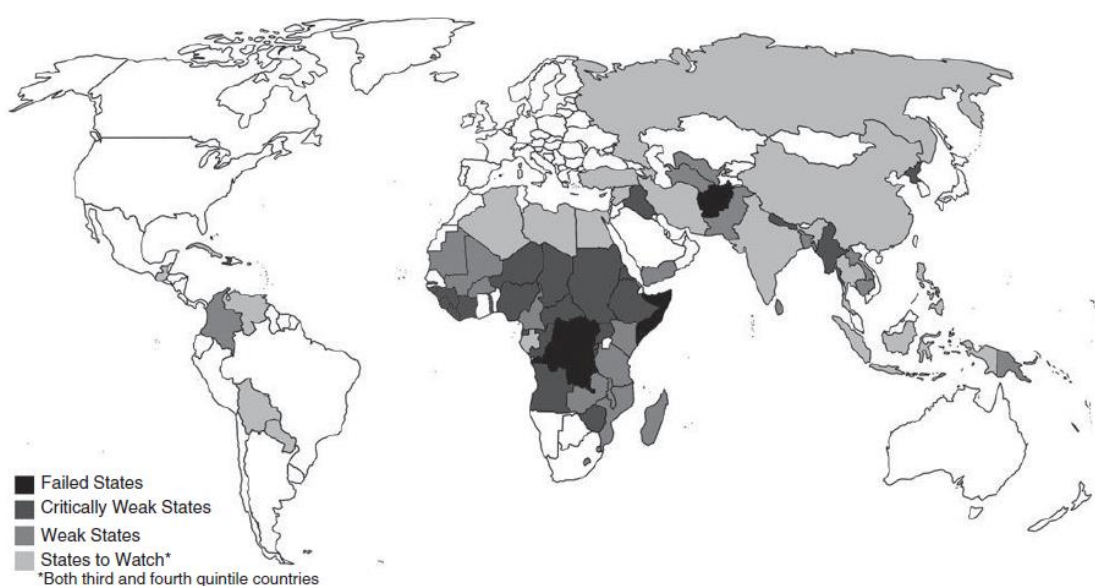 Failed States
Critically Weak States
Weak States
States to Watch*
*Both third and fourth quintile countries